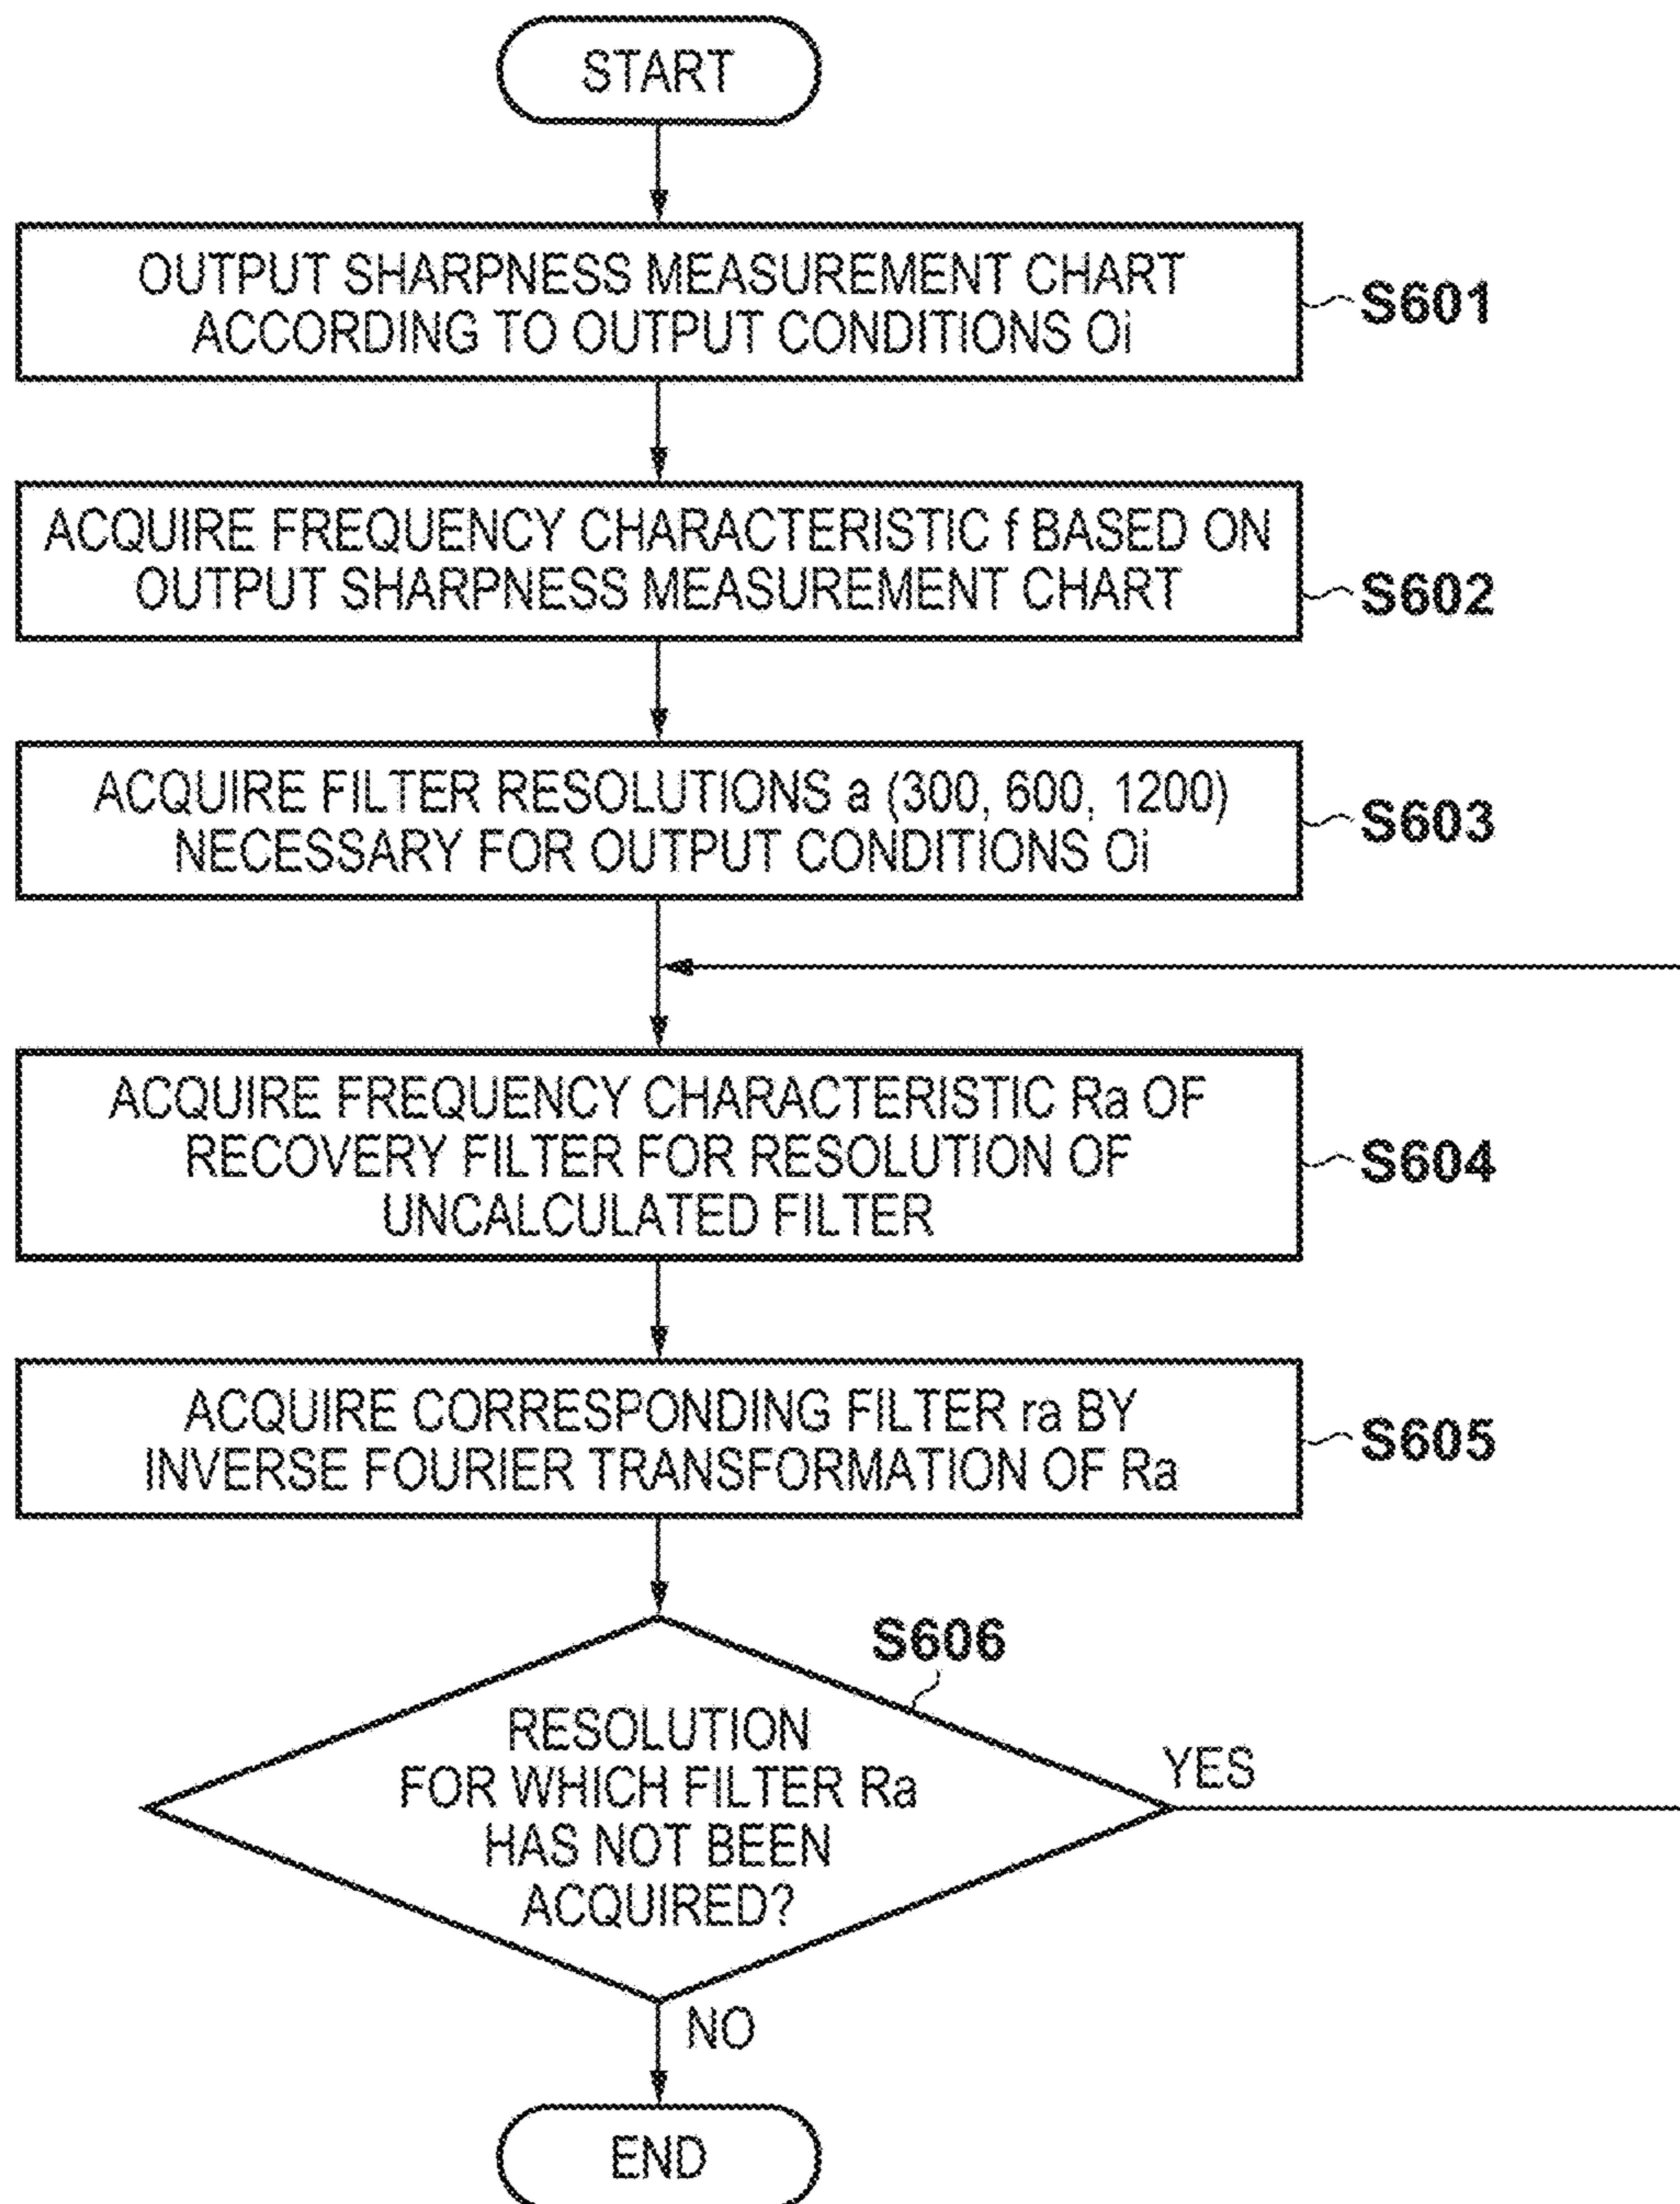 START
OUTPUT SHARPNESS MEASUREMENT CHART
ACCORDING TO OUTPUT CONDITIONS Oi
S601
ACQUIRE FREQUENCY CHARACTERISTIC f BASED ON
OUTPUT SHARPNESS MEASUREMENT CHART
S602
ACQUIRE FILTER RESOLUTIONS a (300, 600, 1200)
NECESSARY FOR OUTPUT CONDITIONS Oi
S603
ACQUIRE FREQUENCY CHARACTERISTIC Ra OF
RECOVERY FILTER FOR RESOLUTION OF
UNCALCULATED FILTER
S604
ACQUIRE CORRESPONDING FILTER ra BY
INVERSE FOURIER TRANSFORMATION OF Ra
S605
S606
RESOLUTION
FOR WHICH FILTER Ra
HAS NOT BEEN
ACQUIRED?
YES
NO
END